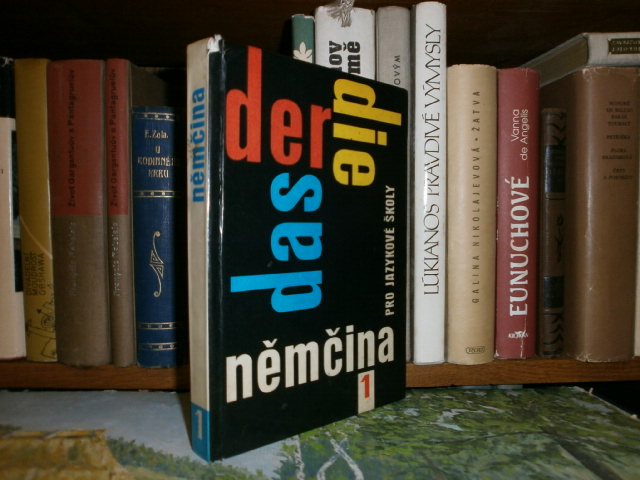 der
die
das
PRO JAZYKOVÉ ŠKOLY
němčina
1
němčina
1
E. Zola
U
RODINNÉHO
KRBU
LUKIANOS PRAVDIVÉ VÝMYSLY
GALINA NIKOLAJEVOVÁ • ŽATVA
Vanna
de Angelis
EUNUCHOVÉ